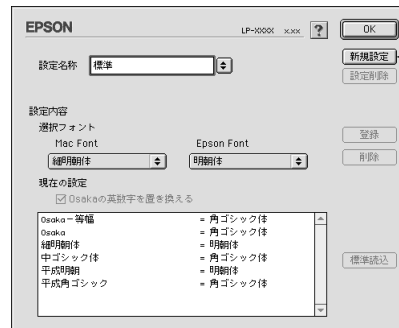 EPSON LP-XXXX x.xx ? OK
設定名称 標準 新規設定
設定削除
設定内容
選択フォント
Mac Font Epson Font
細明朝体 明朝体
登録
削除
現在の設定
Osakaの英数字を置き換える
Osaka－等幅 = 角ゴシック体
Osaka = 角ゴシック体
細明朝体 = 明朝体
中ゴシック体 = 角ゴシック体
平成明朝 = 明朝体
平成角ゴシック = 角ゴシック体
標準読込